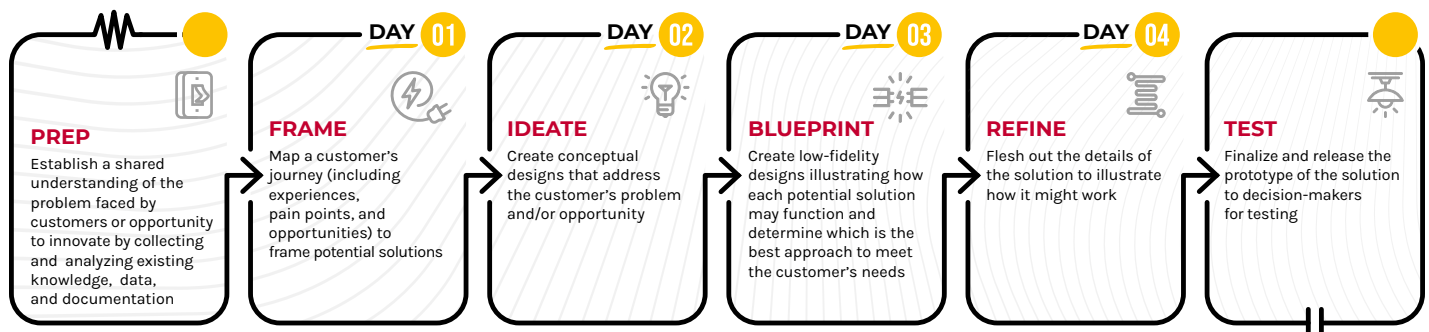 PREP
Establish a shared
understanding of the
problem faced by
customers or opportunity
to innovate by collecting
and analyzing existing
knowledge, data,
and documentation
DAY 01
FRAME
Map a customer's
journey (including
experiences,
pain points, and
opportunities) to
frame potential solutions
DAY 02
IDEATE
Create conceptual
designs that address
the customer's problem
and/or opportunity
DAY 03
BLUEPRINT
Create low-fidelity
designs illustrating how
each potential solution
may function and
determine which is the
best approach to meet
the customer's needs
DAY 04
REFINE
Flesh out the details of
the solution to illustrate
how it might work
TEST
Finalize and release the
prototype of the solution
to decision-makers
for testing